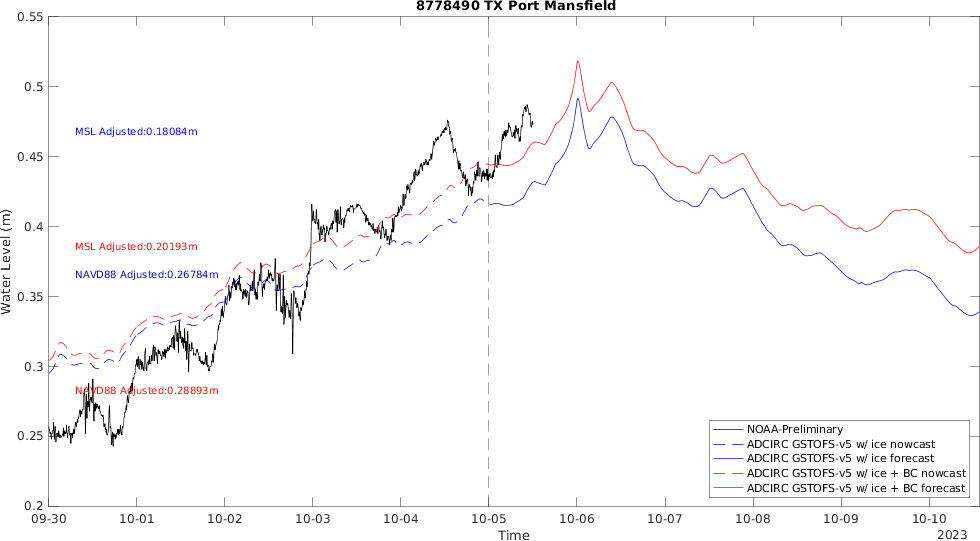 8778490 TX Port Mansfield
Water Level (m)
0.55
0.5
0.45
0.4
0.35
0.3
0.25
0.2
MSL Adjusted:0.18084m
MSL Adjusted:0.20193m
NAVD88 Adjusted:0.26784m
NAVD88 Adjusted:0.28893m
NOAA-Preliminary
ADCIRC GSTOFS-v5 w/ ice nowcast
ADCIRC GSTOFS-v5 w/ ice forecast
ADCIRC GSTOFS-v5 w/ ice + BC nowcast
ADCIRC GSTOFS-v5 w/ ice + BC forecast
09-30 10-01 10-02 10-03 10-04 10-05 10-06 10-07 10-08 10-09 10-10
Time
2023